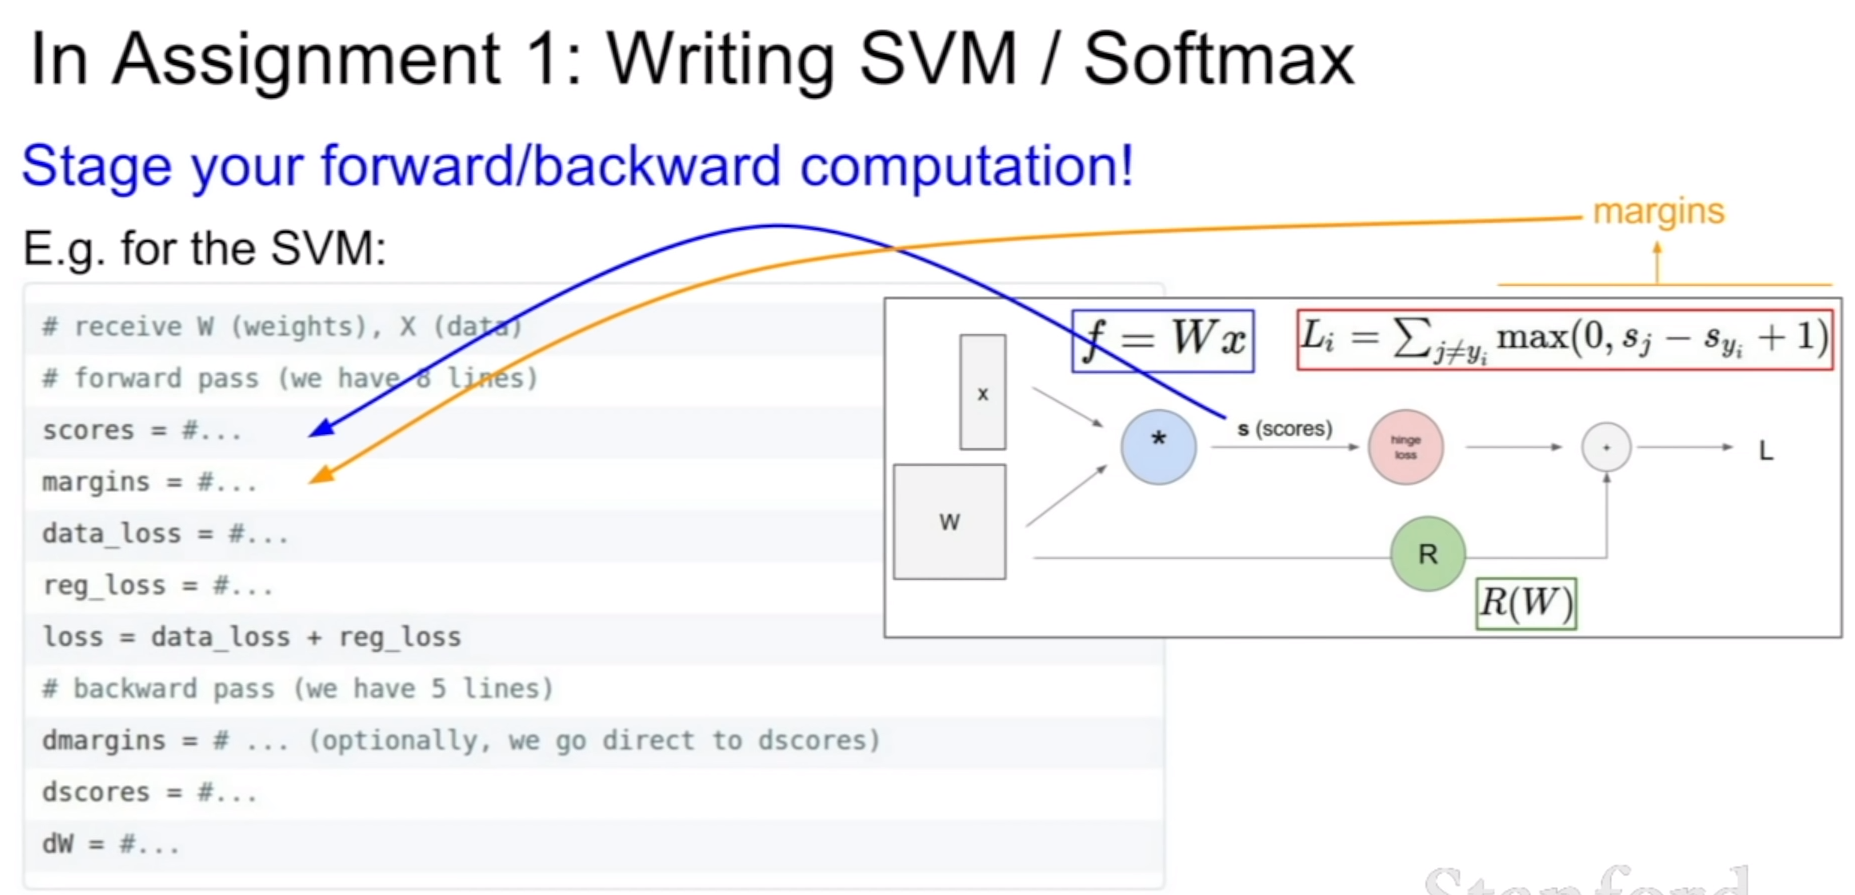 In Assignment 1: Writing SVM / Softmax
Stage your forward/backward computation!
E.g. for the SVM:
# receive W (weights), X (data)
# forward pass (we have 8 lines)
scores = #...
margins = #...
data_loss = #...
reg_loss = #...
loss = data_loss + reg_loss
# backward pass (we have 5 lines)
dmargins = # ... (optionally, we go direct to dscores)
dscores = #...
dW = #...
margins
f = Wx
L_i = ∑_{j≠y_i} max(0, s_j − s_{y_i} + 1)
x
W
*
s (scores)
hinge
loss
+
L
R
R(W)
Stanford